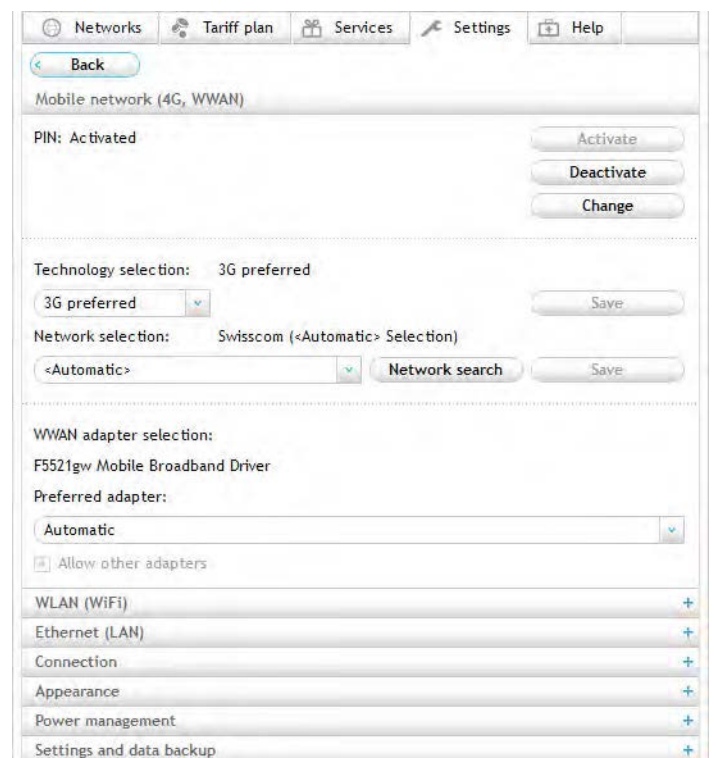 Networks Tariff plan Services Settings Help
Back
Mobile network (4G, WWAN)
PIN: Activated
Activate
Deactivate
Change
Technology selection: 3G preferred
3G preferred Save
Network selection: Swisscom (<Automatic> Selection)
<Automatic> Network search Save
WWAN adapter selection:
F5521gw Mobile Broadband Driver
Preferred adapter:
Automatic
Allow other adapters
WLAN (WiFi)
Ethernet (LAN)
Connection
Appearance
Power management
Settings and data backup